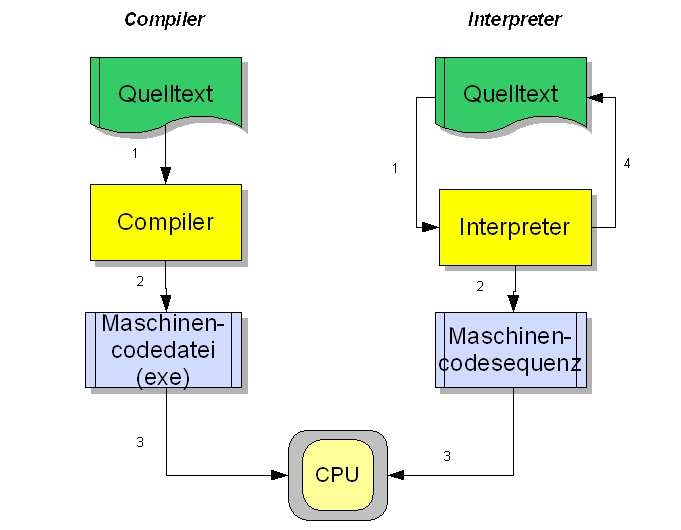 Compiler
Interpreter
Quelltext
Quelltext
1
1
4
Compiler
Interpreter
2
2
Maschinen-
codedatei
(exe)
Maschinen-
codesequenz
3
3
CPU